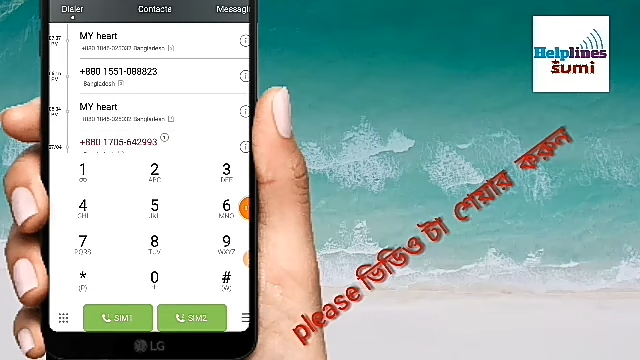 Dialer Contacts Messagi
MY heart
+880 1551-088823
Bangladesh
MY heart
+880 1705-642993
1
2 ABC
3 DEF
4 GHI
5 JKL
6 MNO
7 PQRS
8 TUV
9 WXYZ
* (P)
0 +
# (W)
SIM1 SIM2
LG
Helplines
sumi
please ভিডিও টা শেয়ার করুন